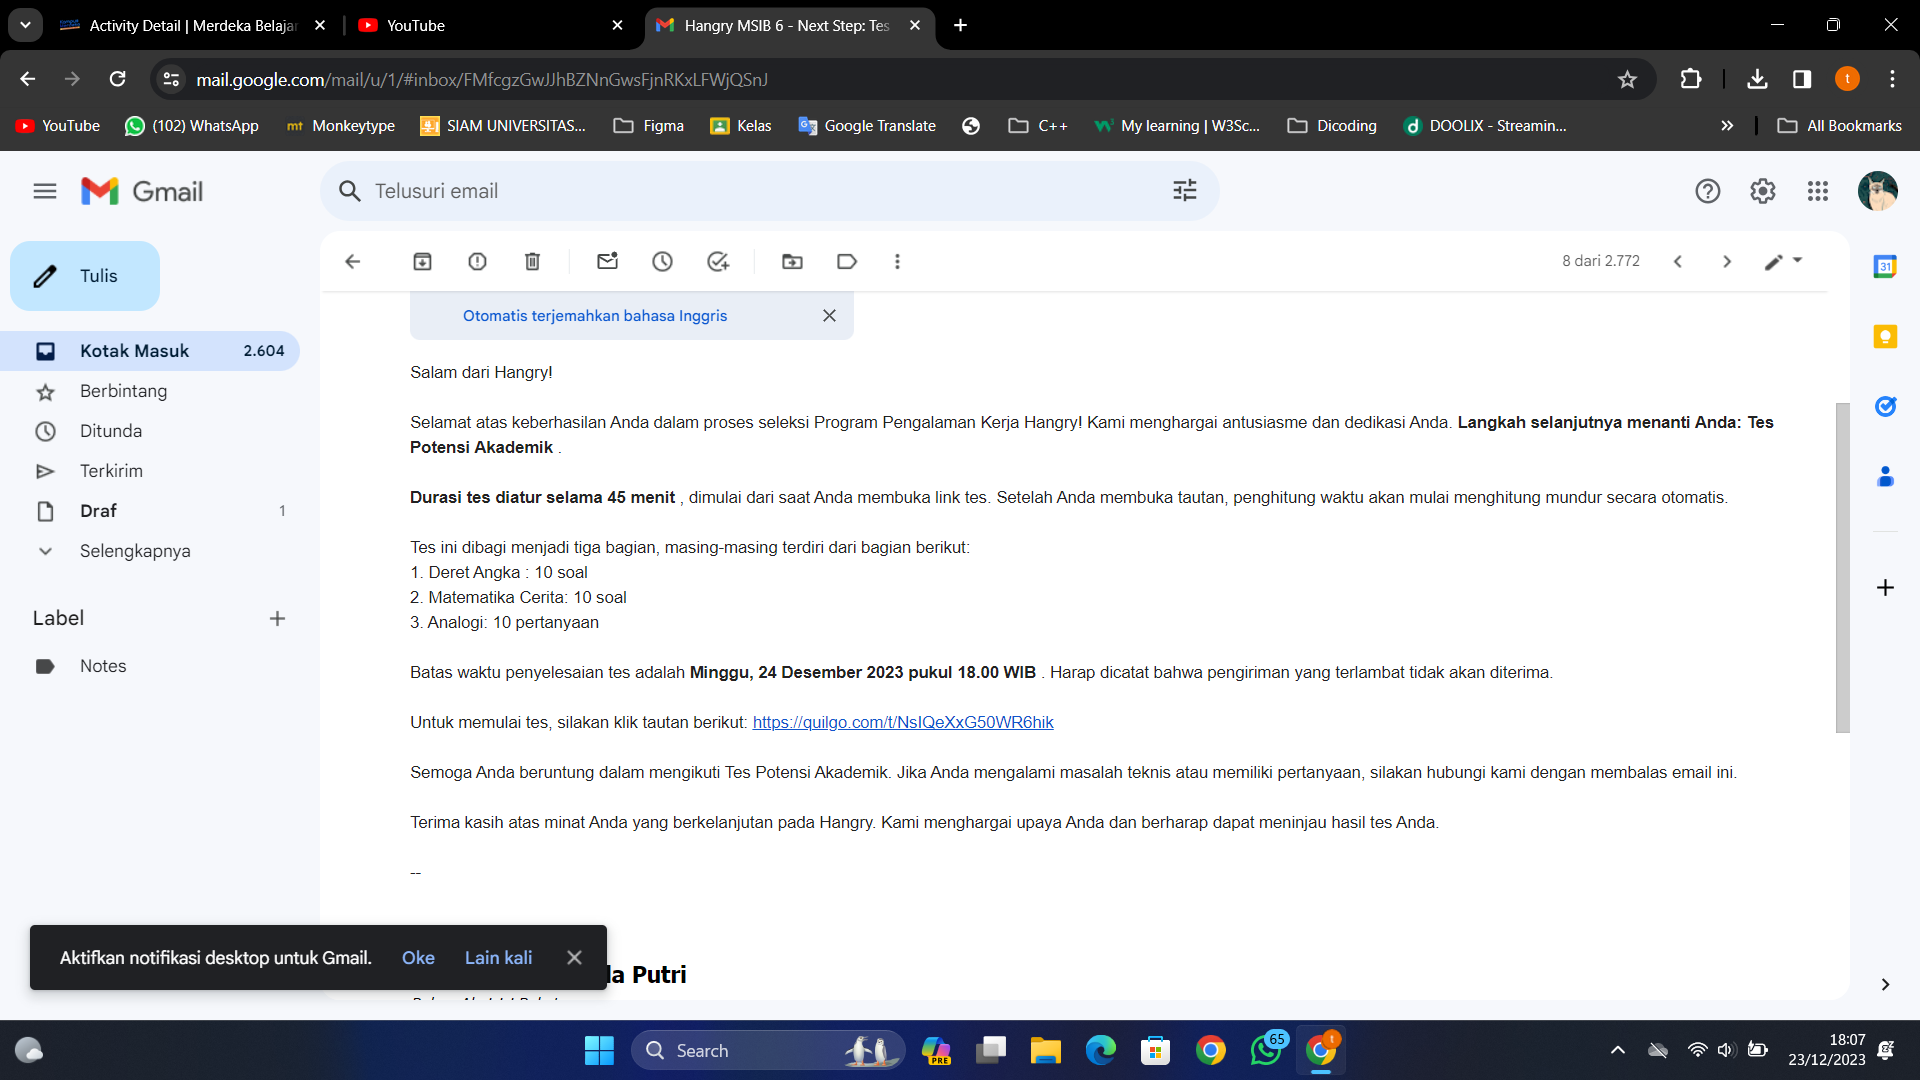 Activity Detail | Merdeka Belajar
YouTube
Hangry MSIB 6 - Next Step: Tes
mail.google.com/mail/u/1/#inbox/FMfcgzGwJJhBZNnGwsFjnRKxLFWjQSnJ
t
YouTube
(102) WhatsApp
mt Monkeytype
SIAM UNIVERSITAS...
Figma
Kelas
Google Translate
C++
My learning | W3Sc...
Dicoding
DOOLIX - Streamin...
All Bookmarks
Gmail
Telusuri email
Tulis
8 dari 2.772
31
Kotak Masuk 2.604
Berbintang
Ditunda
Terkirim
Draf 1
Selengkapnya
Label
Notes
Otomatis terjemahkan bahasa Inggris
Salam dari Hangry!
Selamat atas keberhasilan Anda dalam proses seleksi Program Pengalaman Kerja Hangry! Kami menghargai antusiasme dan dedikasi Anda. Langkah selanjutnya menanti Anda: Tes
Potensi Akademik .
Durasi tes diatur selama 45 menit , dimulai dari saat Anda membuka link tes. Setelah Anda membuka tautan, penghitung waktu akan mulai menghitung mundur secara otomatis.
Tes ini dibagi menjadi tiga bagian, masing-masing terdiri dari bagian berikut:
1. Deret Angka : 10 soal
2. Matematika Cerita: 10 soal
3. Analogi: 10 pertanyaan
Batas waktu penyelesaian tes adalah Minggu, 24 Desember 2023 pukul 18.00 WIB . Harap dicatat bahwa pengiriman yang terlambat tidak akan diterima.
Untuk memulai tes, silakan klik tautan berikut: https://quilgo.com/t/NsIQeXxG50WR6hik
Semoga Anda beruntung dalam mengikuti Tes Potensi Akademik. Jika Anda mengalami masalah teknis atau memiliki pertanyaan, silakan hubungi kami dengan membalas email ini.
Terima kasih atas minat Anda yang berkelanjutan pada Hangry. Kami menghargai upaya Anda dan berharap dapat meninjau hasil tes Anda.
--
Putri
Aktifkan notifikasi desktop untuk Gmail. Oke Lain kali
Search
PRE
65
t
18:07
23/12/2023